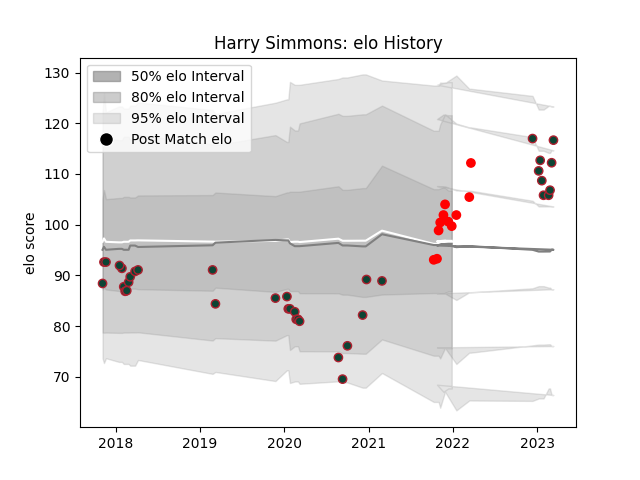 Harry Simmons: elo History
50% elo Interval
80% elo Interval
95% elo Interval
Post Match elo
elo score
130
120
110
100
90
80
70
2018 2019 2020 2021 2022 2023